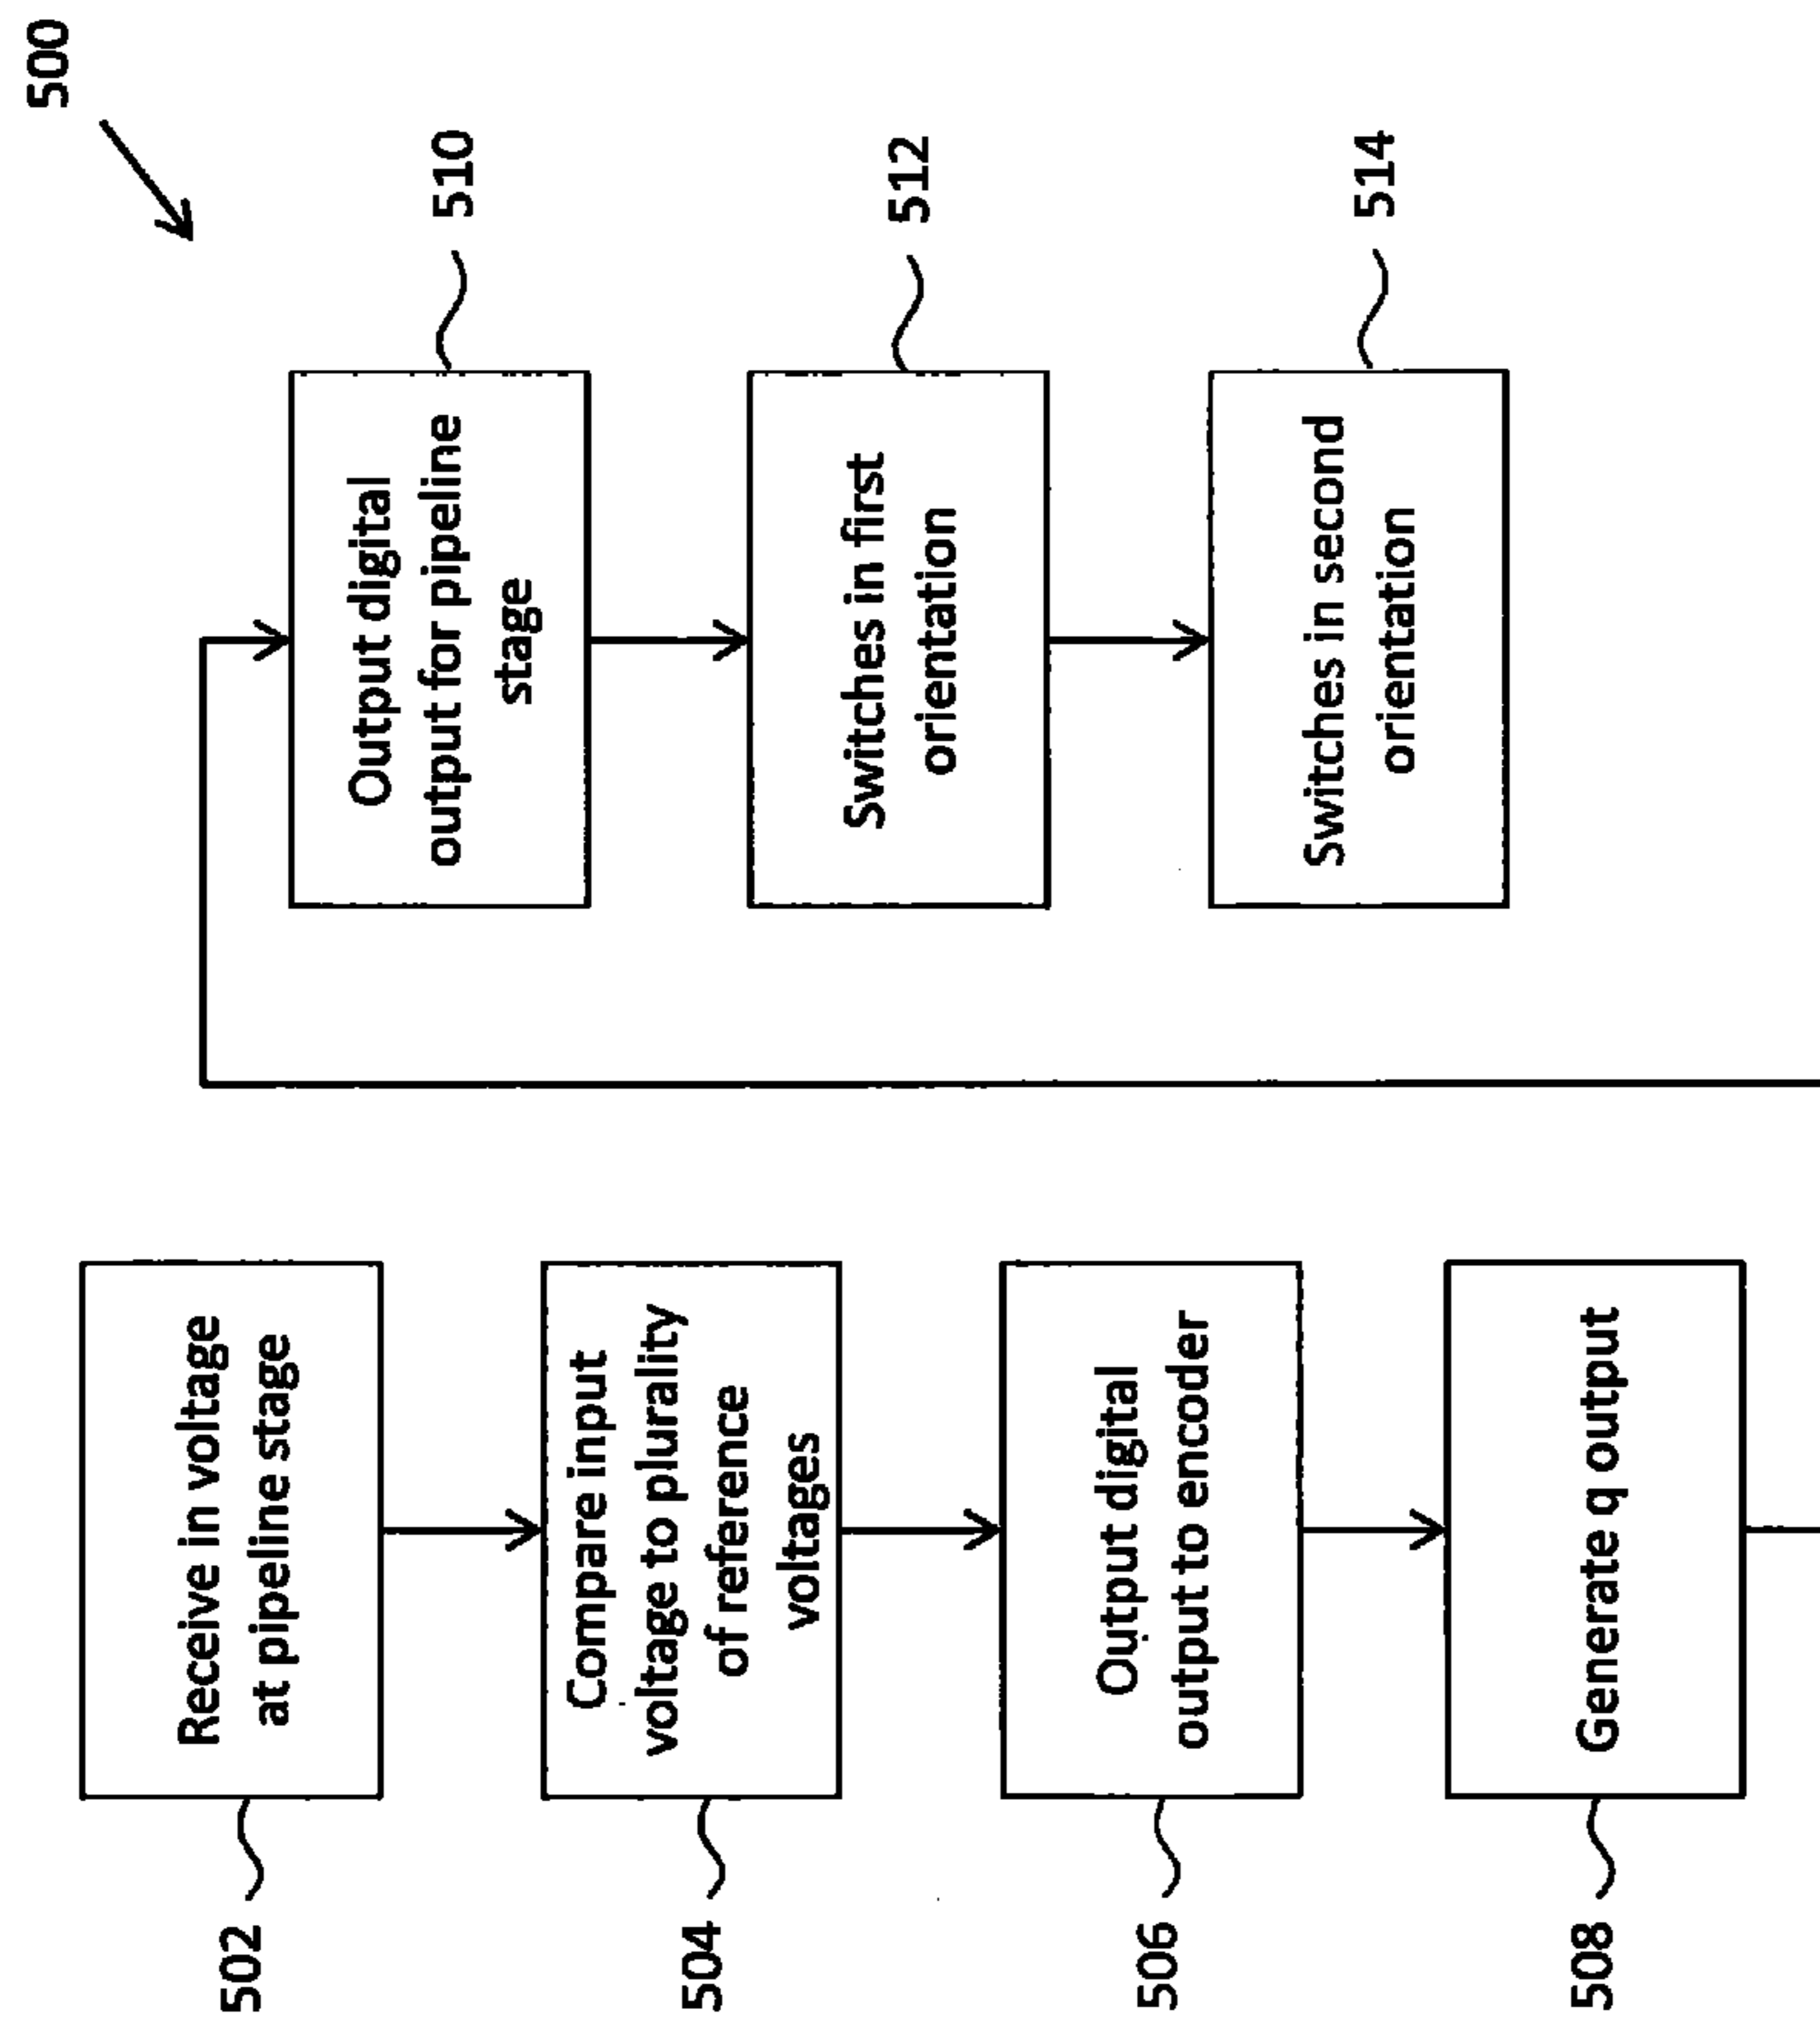 500
502
Receive in voltage
at pipeline stage
504
Compare input
voltage to plurality
of reference
voltages
506
Output digital
output to encoder
508
Generate q output
Output digital
output for pipeline
stage
510
Switches in first
orientation
512
Switches in second
orientation
514